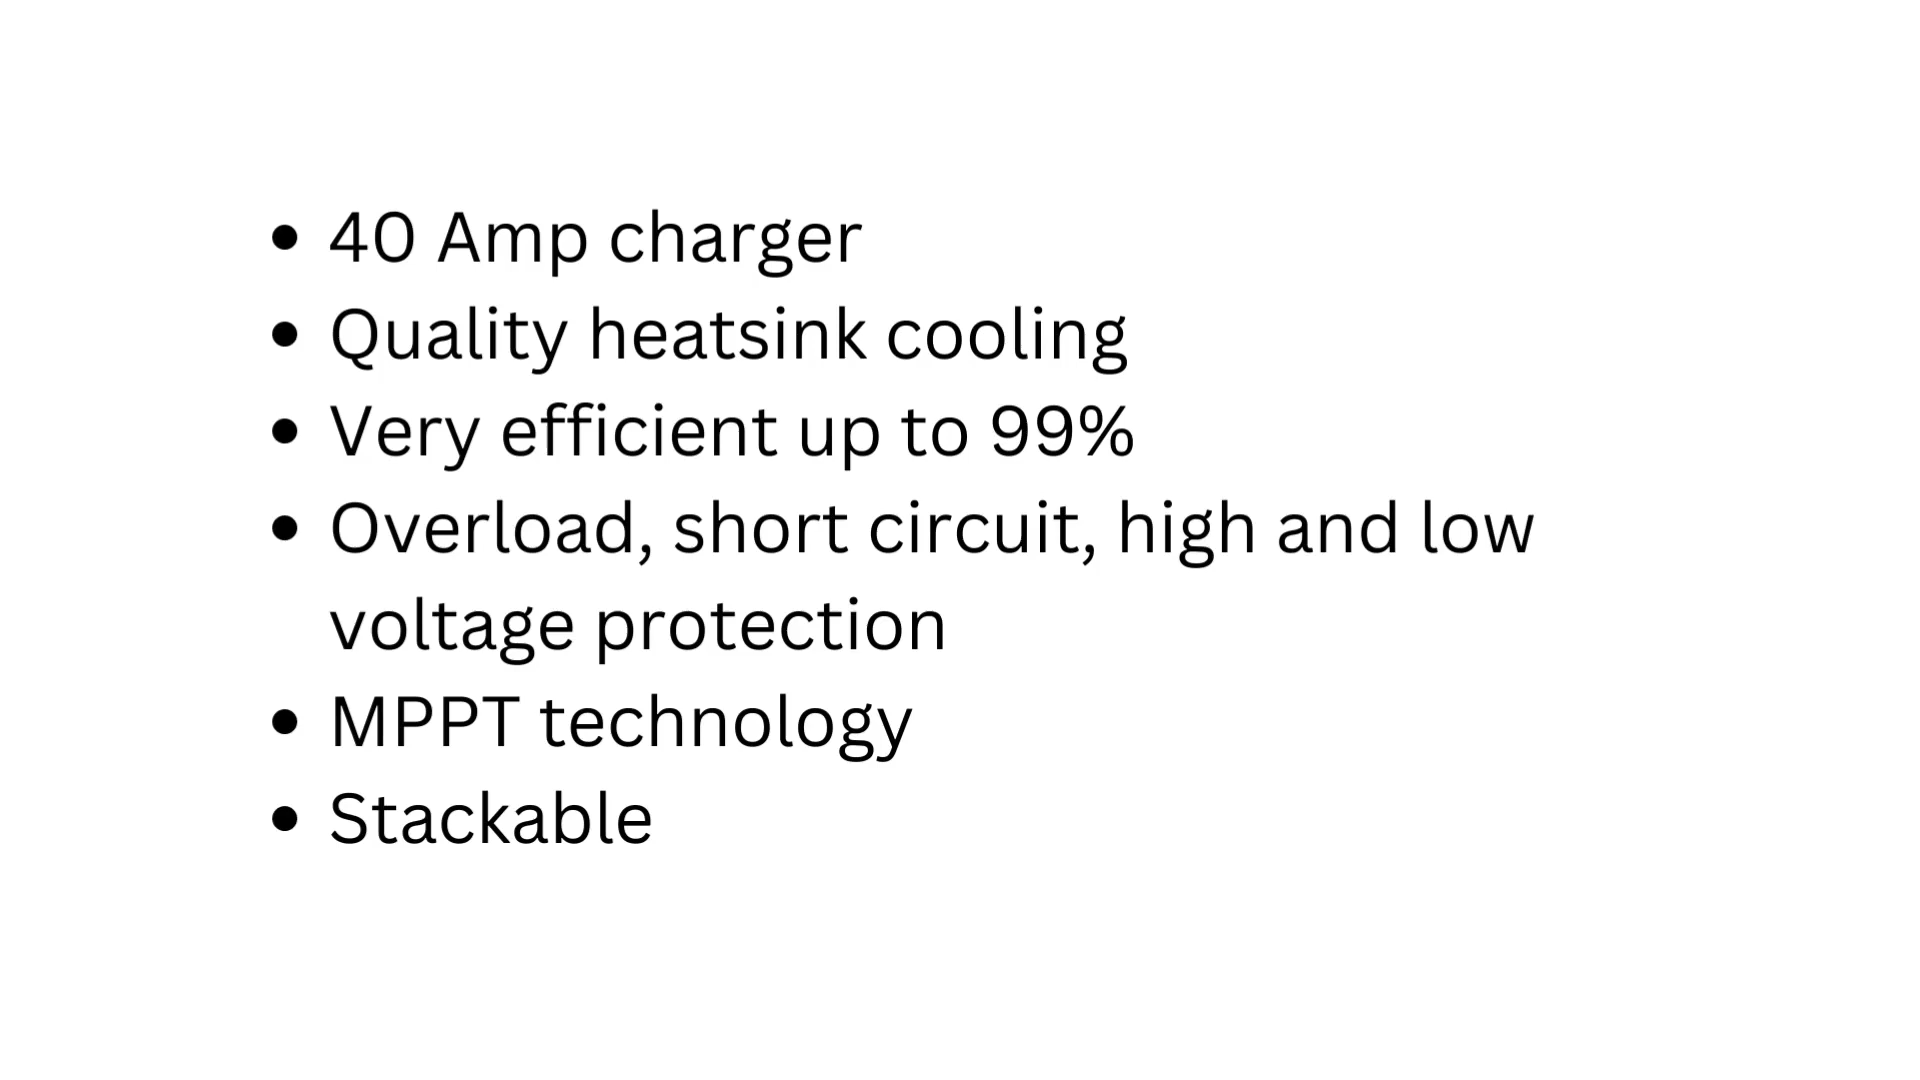 • 40 Amp charger
• Quality heatsink cooling
• Very efficient up to 99%
• Overload, short circuit, high and low
voltage protection
• MPPT technology
• Stackable